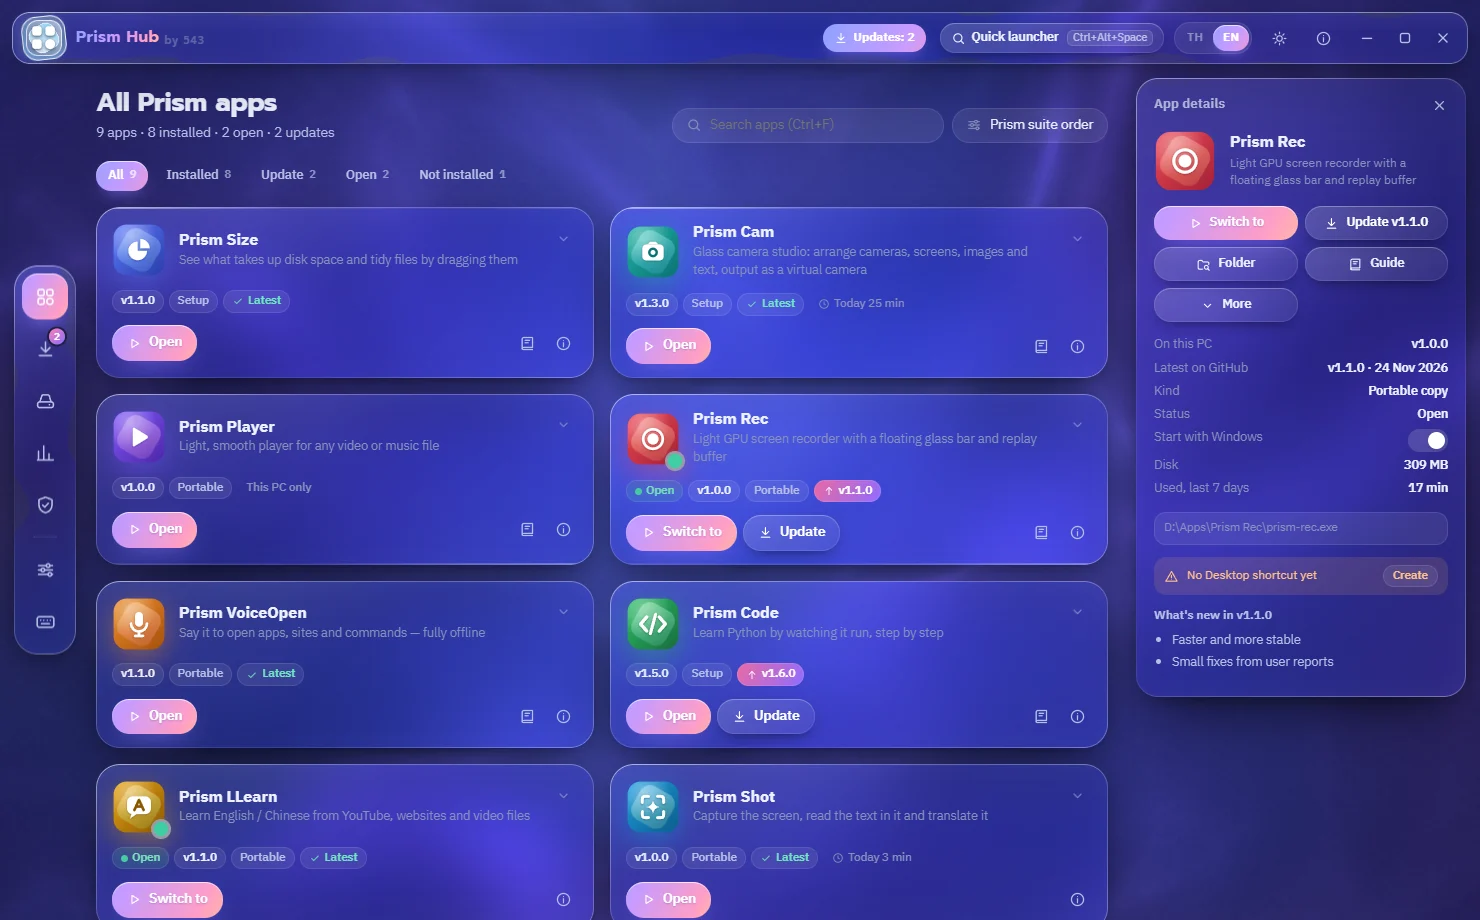 Prism Hub by 543
Updates: 2
Quick launcher Ctrl+Alt+Space
TH EN
All Prism apps
9 apps · 8 installed · 2 open · 2 updates
Search apps (Ctrl+F)
Prism suite order
All 9
Installed 8
Update 2
Open 2
Not installed 1
2
Prism Size
See what takes up disk space and tidy files by dragging them
v1.1.0 Setup Latest
Open
Prism Cam
Glass camera studio: arrange cameras, screens, images and
text, output as a virtual camera
v1.3.0 Setup Latest Today 25 min
Open
Prism Player
Light, smooth player for any video or music file
v1.0.0 Portable This PC only
Open
Prism Rec
Light GPU screen recorder with a floating glass bar and replay
buffer
Open v1.0.0 Portable v1.1.0
Switch to Update
Prism VoiceOpen
Say it to open apps, sites and commands — fully offline
v1.1.0 Portable Latest
Open
Prism Code
Learn Python by watching it run, step by step
v1.5.0 Setup v1.6.0
Open Update
Prism LLearn
Learn English / Chinese from YouTube, websites and video files
Open v1.1.0 Portable Latest
Switch to
Prism Shot
Capture the screen, read the text in it and translate it
v1.0.0 Portable Latest Today 3 min
Open
App details
Prism Rec
Light GPU screen recorder with a
floating glass bar and replay buffer
Switch to
Update v1.1.0
Folder
Guide
More
On this PC v1.0.0
Latest on GitHub v1.1.0 · 24 Nov 2026
Kind Portable copy
Status Open
Start with Windows
Disk 309 MB
Used, last 7 days 17 min
D:\Apps\Prism Rec\prism-rec.exe
No Desktop shortcut yet Create
What's new in v1.1.0
• Faster and more stable
• Small fixes from user reports